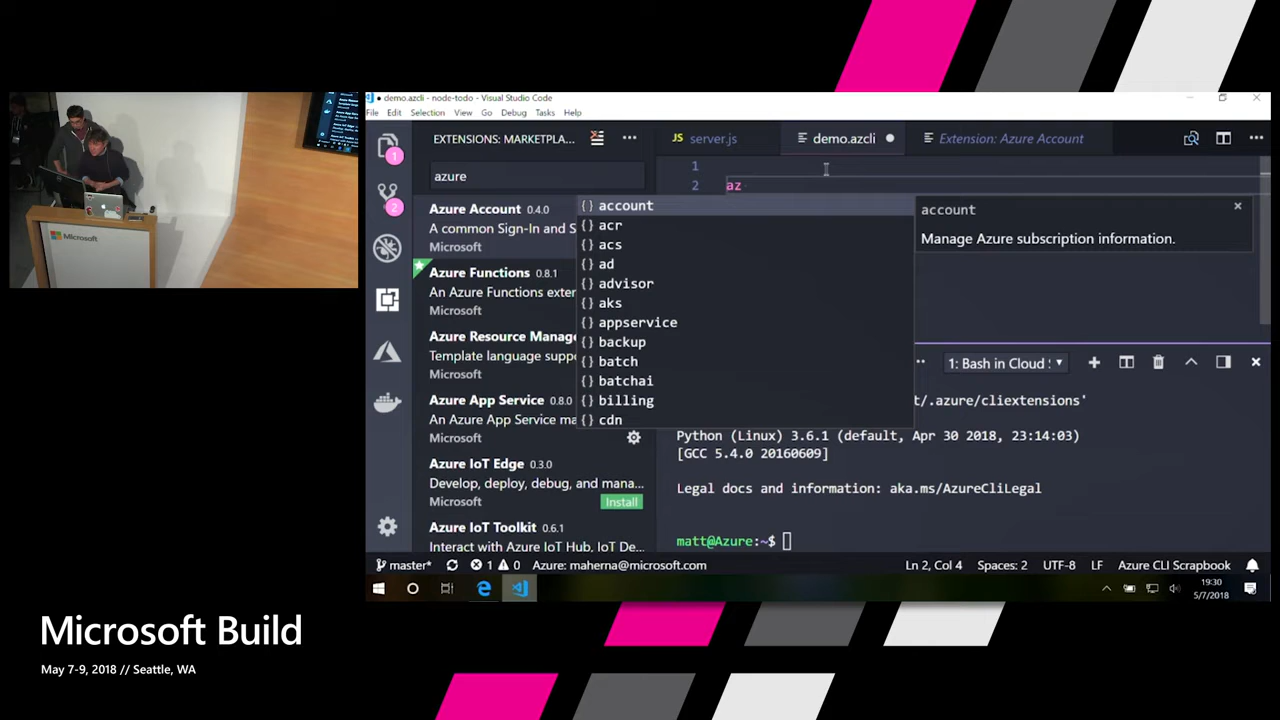 demo.azcli - node-todo - Visual Studio Code
File Edit Selection View Go Debug Tasks Help
EXTENSIONS: MARKETPLA...
azure
Azure Account 0.4.0
A common Sign-In and S
Microsoft
Azure Functions 0.8.1
An Azure Functions exter
Microsoft
Azure Resource Manage
Template language suppo
Microsoft
Azure App Service 0.8.0
An Azure App Service ma
Microsoft
Azure IoT Edge 0.3.0
Develop, deploy, debug, and mana...
Microsoft
Install
Azure IoT Toolkit 0.6.1
Interact with Azure IoT Hub, IoT De...
1
2
JS server.js
demo.azcli
Extension: Azure Account
1
2 az
{} account
{} acr
{} acs
{} ad
{} advisor
{} aks
{} appservice
{} backup
{} batch
{} batchai
{} billing
{} cdn
account
Manage Azure subscription information.
1: Bash in Cloud S
t/.azure/cliextensions'
Python (Linux) 3.6.1 (default, Apr 30 2018, 23:14:03)
[GCC 5.4.0 20160609]
Legal docs and information: aka.ms/AzureCliLegal
matt@Azure:~$
master* 1 0 Azure: maherna@microsoft.com
Ln 2, Col 4 Spaces: 2 UTF-8 LF Azure CLI Scrapbook
19:30
5/7/2018
Microsoft
Microsoft Build
May 7-9, 2018 // Seattle, WA